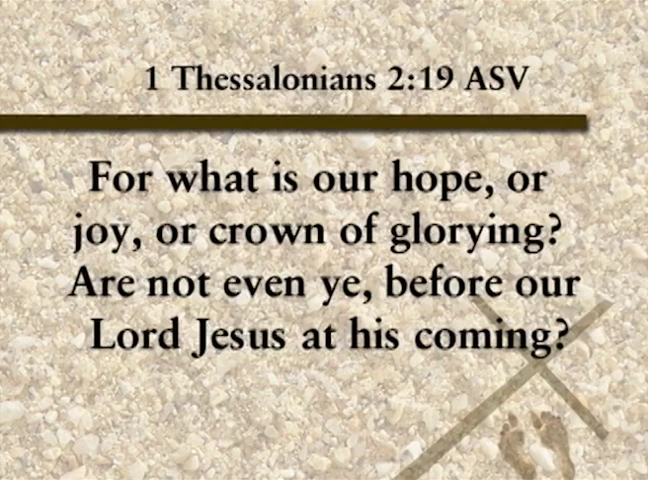 1 Thessalonians 2:19 ASV
For what is our hope, or
joy, or crown of glorying?
Are not even ye, before our
Lord Jesus at his coming?